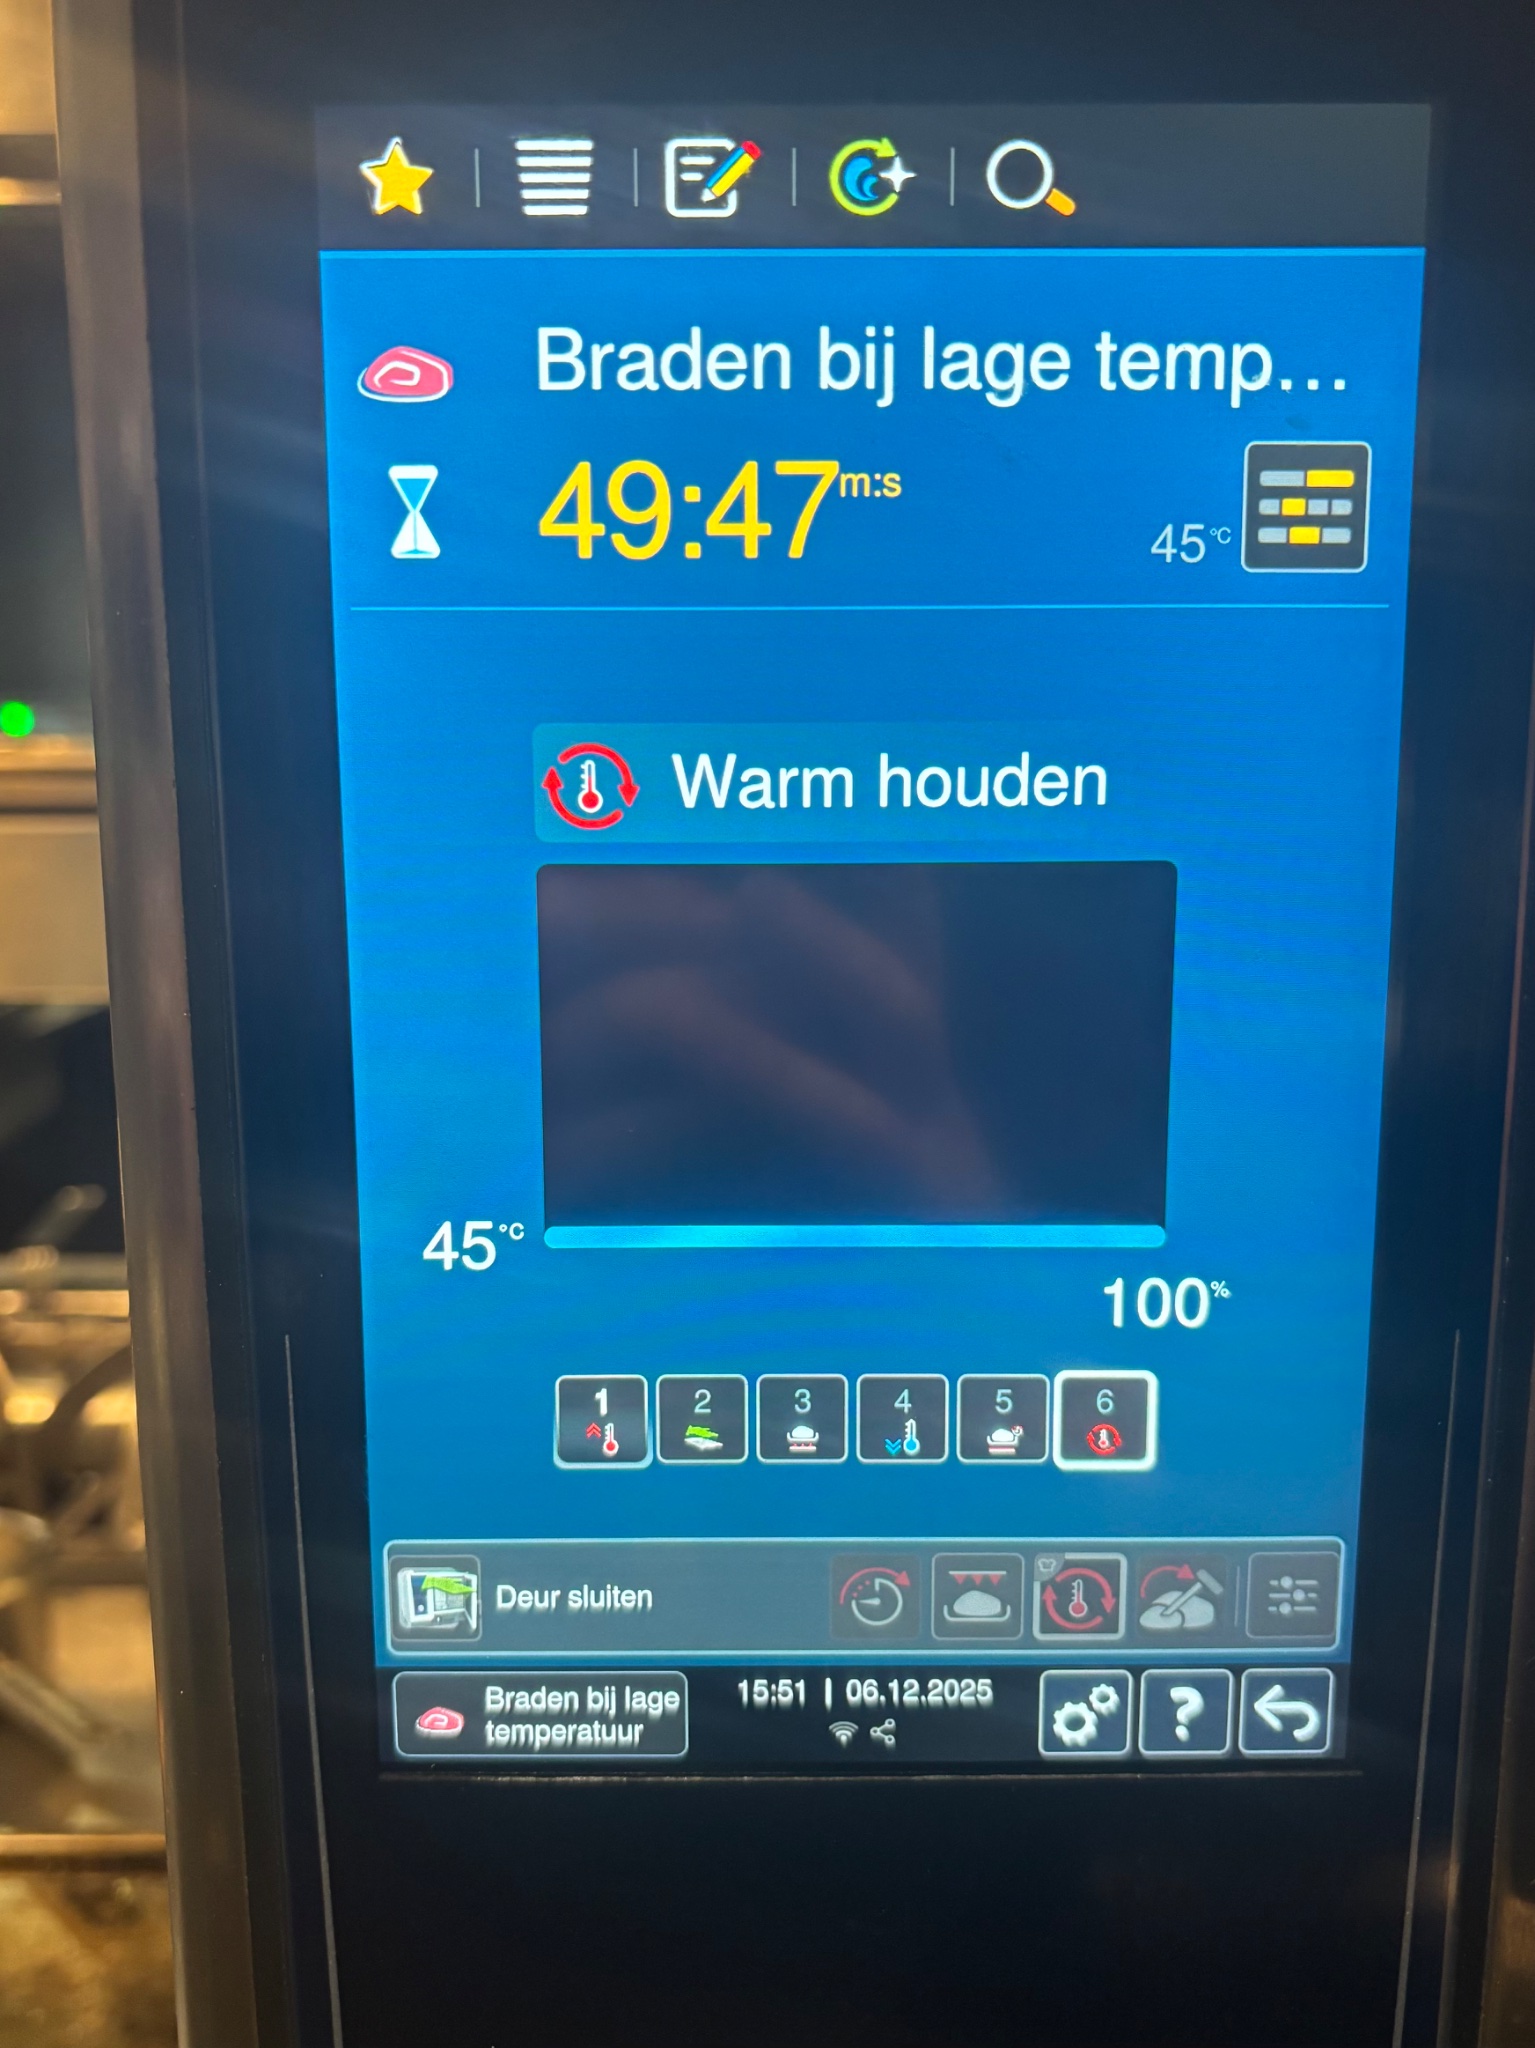 Braden bij lage temp...
49:47 m:s
45 °C
Warm houden
45 °C
100 %
1 2 3 4 5 6
Deur sluiten
Braden bij lage
temperatuur
15:51 | 06.12.2025
?